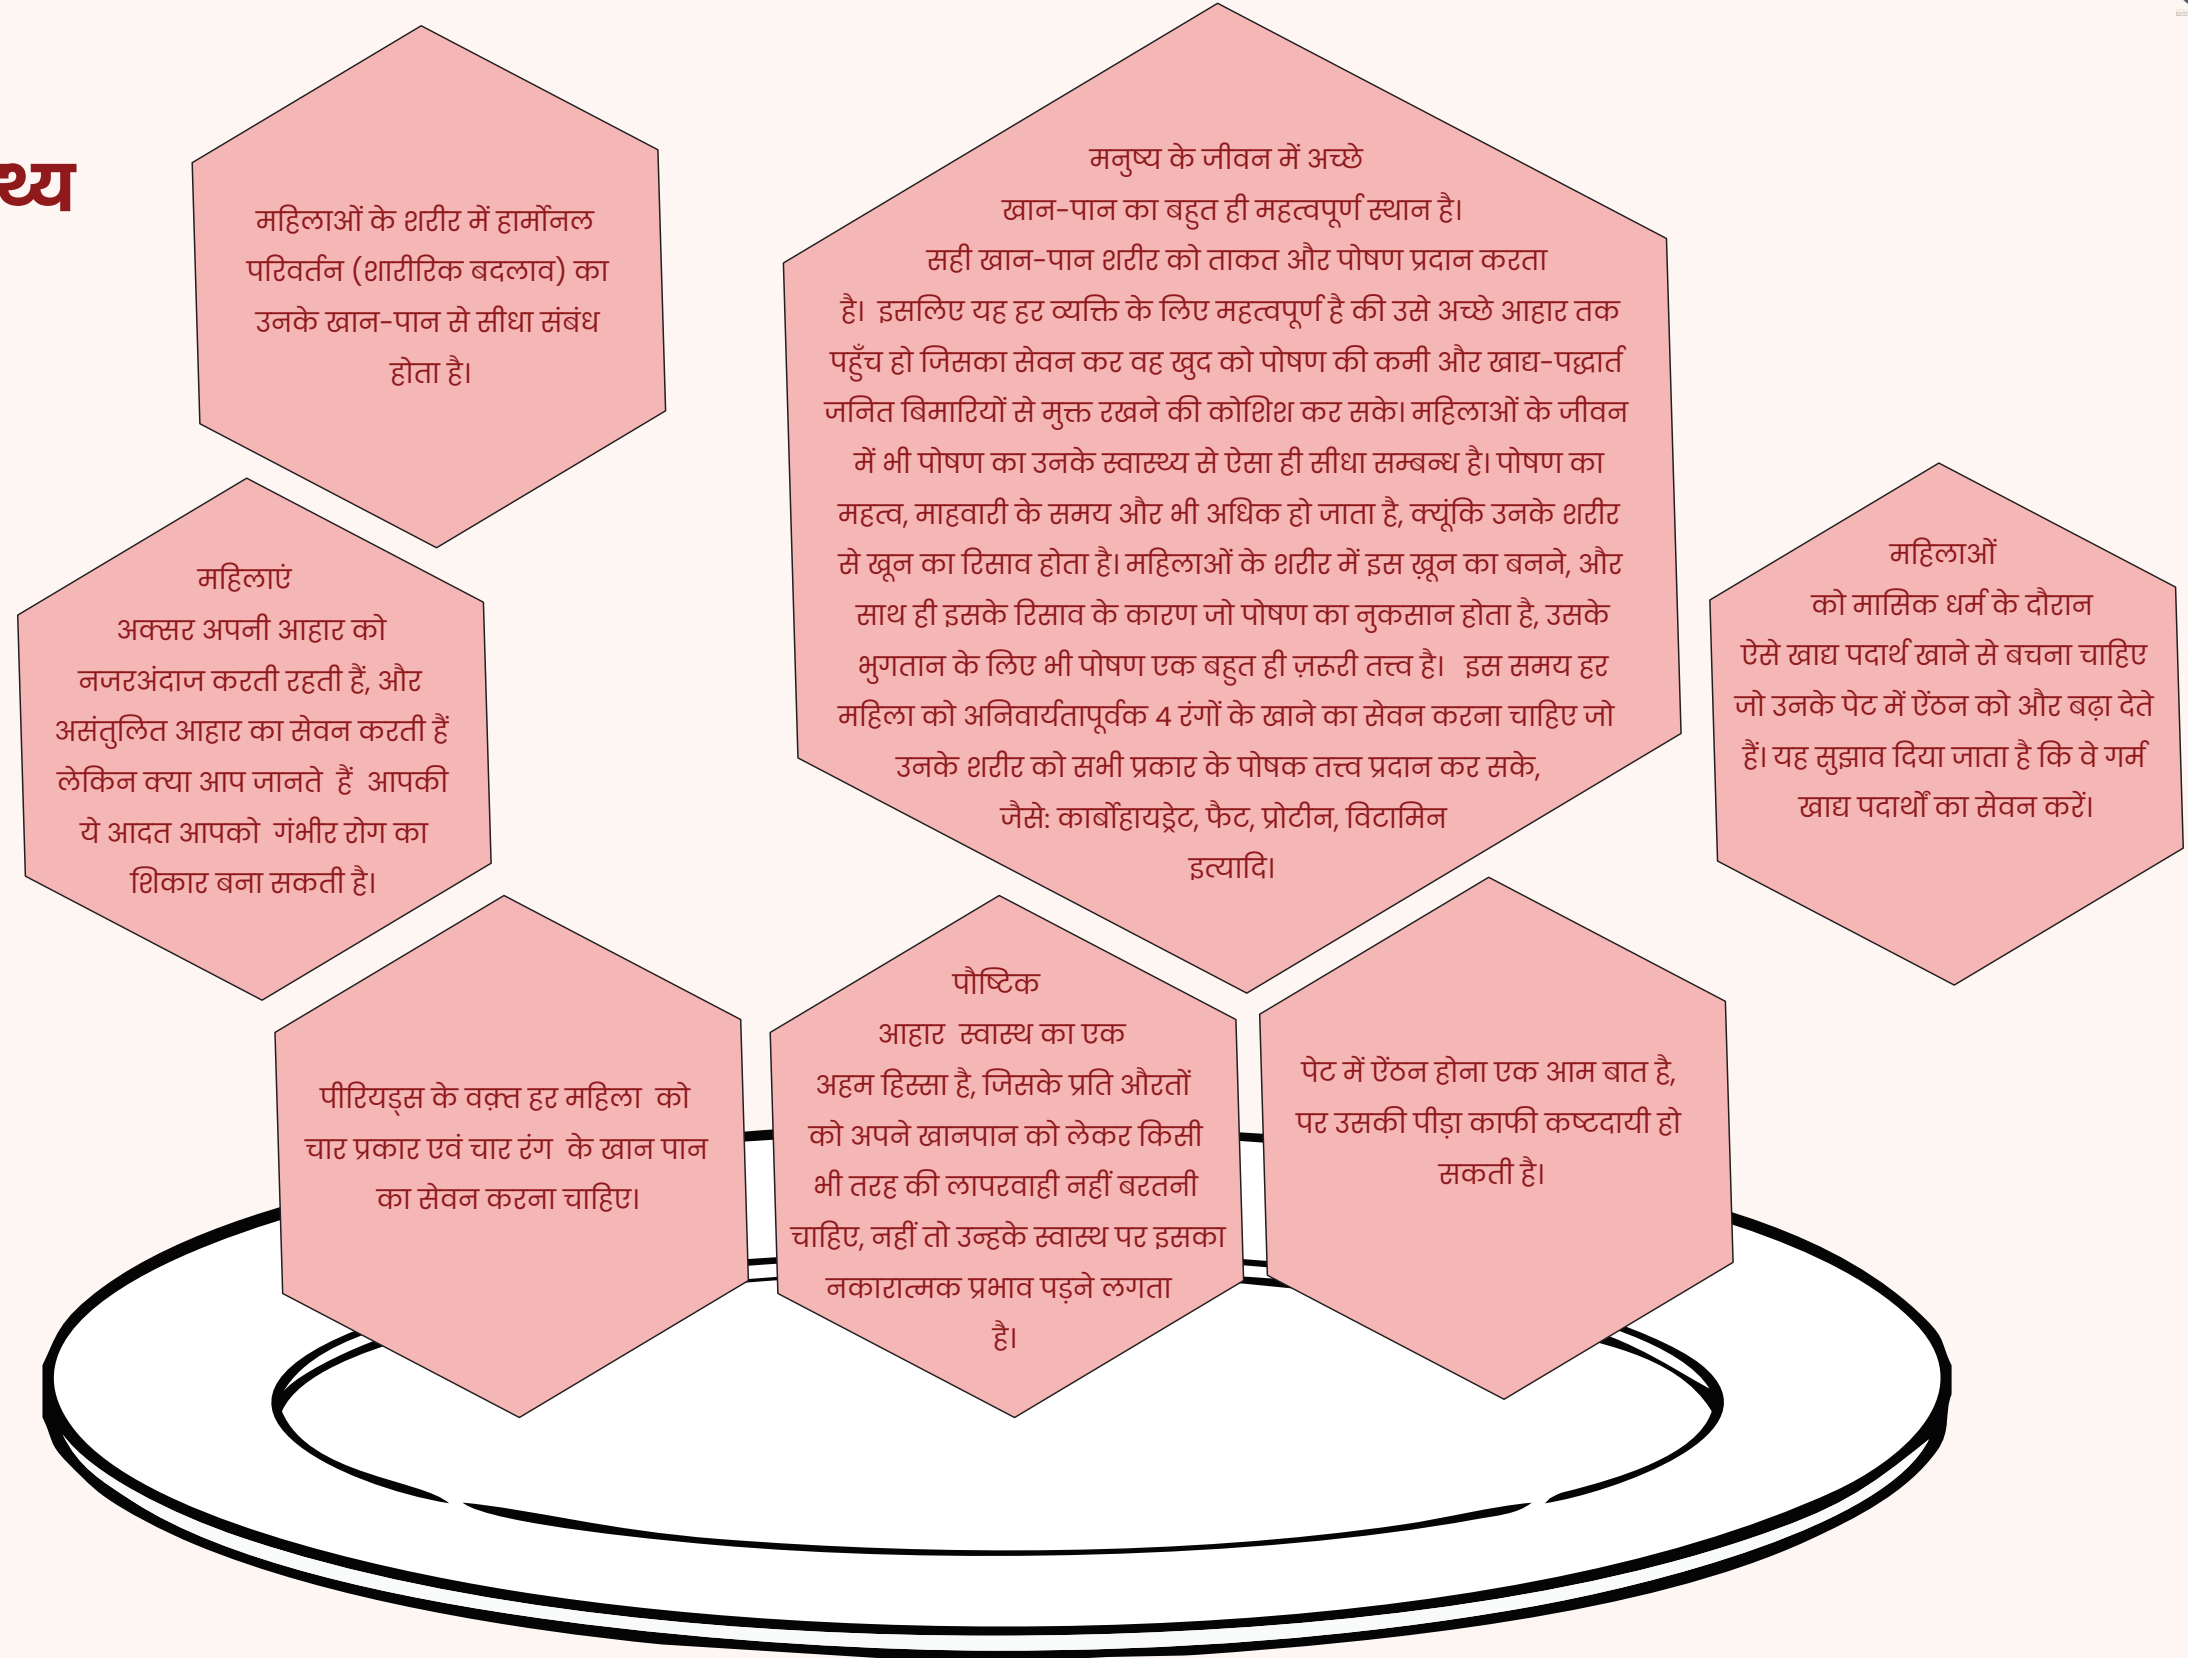 थ्य
महिलाओं के शरीर में हार्मोनल
परिवर्तन (शारीरिक बदलाव) का
उनके खान-पान से सीधा संबंध
होता है।
मनुष्य के जीवन में अच्छे
खान-पान का बहुत ही महत्वपूर्ण स्थान है।
सही खान-पान शरीर को ताकत और पोषण प्रदान करता
है। इसलिए यह हर व्यक्ति के लिए महत्वपूर्ण है की उसे अच्छे आहार तक
पहुँच हो जिसका सेवन कर वह खुद को पोषण की कमी और खाद्य-पद्धार्त
जनित बिमारियों से मुक्त रखने की कोशिश कर सके। महिलाओं के जीवन
में भी पोषण का उनके स्वास्थ्य से ऐसा ही सीधा सम्बन्ध है। पोषण का
महत्व, माहवारी के समय और भी अधिक हो जाता है, क्यूंकि उनके शरीर
से खून का रिसाव होता है। महिलाओं के शरीर में इस ख़ून का बनने, और
साथ ही इसके रिसाव के कारण जो पोषण का नुकसान होता है, उसके
भुगतान के लिए भी पोषण एक बहुत ही ज़रूरी तत्त्व है। इस समय हर
महिला को अनिवार्यतापूर्वक 4 रंगों के खाने का सेवन करना चाहिए जो
उनके शरीर को सभी प्रकार के पोषक तत्त्व प्रदान कर सके,
जैसे: कार्बोहायड्रेट, फैट, प्रोटीन, विटामिन
इत्यादि।
महिलाएं
अक्सर अपनी आहार को
नजरअंदाज करती रहती हैं, और
असंतुलित आहार का सेवन करती हैं
लेकिन क्या आप जानते हैं आपकी
ये आदत आपको गंभीर रोग का
शिकार बना सकती है।
महिलाओं
को मासिक धर्म के दौरान
ऐसे खाद्य पदार्थ खाने से बचना चाहिए
जो उनके पेट में ऐंठन को और बढ़ा देते
हैं। यह सुझाव दिया जाता है कि वे गर्म
खाद्य पदार्थों का सेवन करें।
पीरियड्स के वक़्त हर महिला को
चार प्रकार एवं चार रंग के खान पान
का सेवन करना चाहिए।
पौष्टिक
आहार स्वास्थ का एक
अहम हिस्सा है, जिसके प्रति औरतों
को अपने खानपान को लेकर किसी
भी तरह की लापरवाही नहीं बरतनी
चाहिए, नहीं तो उन्हके स्वास्थ पर इसका
नकारात्मक प्रभाव पड़ने लगता
है।
पेट में ऐंठन होना एक आम बात है,
पर उसकी पीड़ा काफी कष्टदायी हो
सकती है।